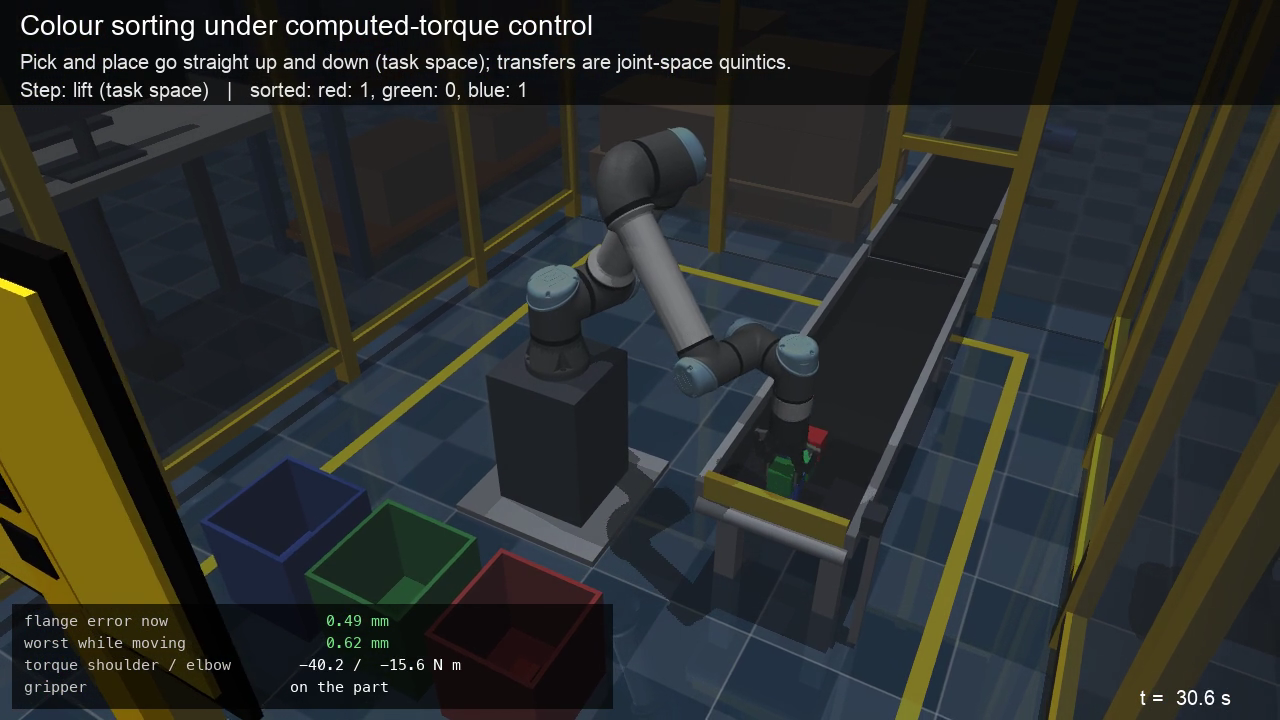 Colour sorting under computed-torque control
Pick and place go straight up and down (task space); transfers are joint-space quintics.
Step: lift (task space)   |   sorted: red: 1, green: 0, blue: 1
flange error now 0.49 mm
worst while moving 0.62 mm
torque shoulder / elbow −40.2 / −15.6 N m
gripper on the part
t = 30.6 s